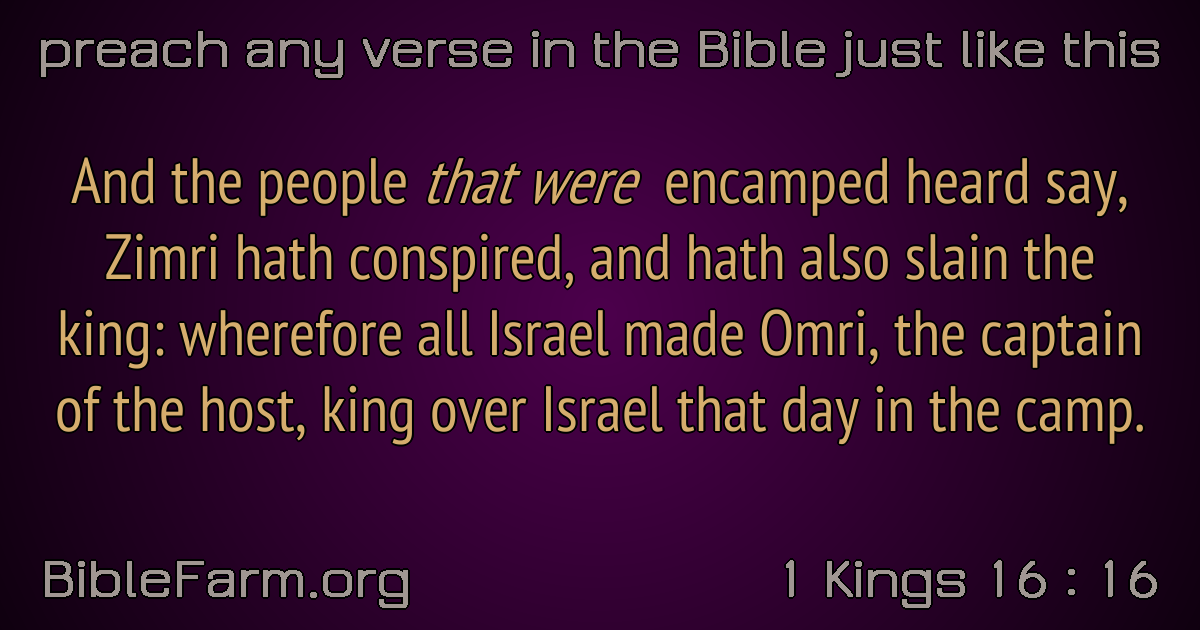 preach any verse in the Bible just like this
And the people that were encamped heard say,
Zimri hath conspired, and hath also slain the
king: wherefore all Israel made Omri, the captain
of the host, king over Israel that day in the camp.
BibleFarm.org
1 Kings 16 : 16